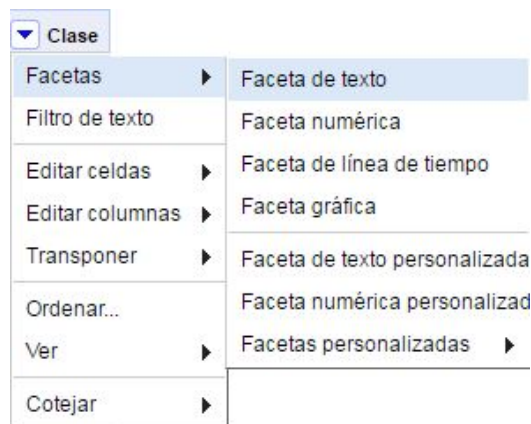 Clase
Facetas
Filtro de texto
Editar celdas
Editar columnas
Transponer
Ordenar...
Ver
Cotejar
Faceta de texto
Faceta numérica
Faceta de línea de tiempo
Faceta gráfica
Faceta de texto personalizada
Faceta numérica personalizad
Facetas personalizadas